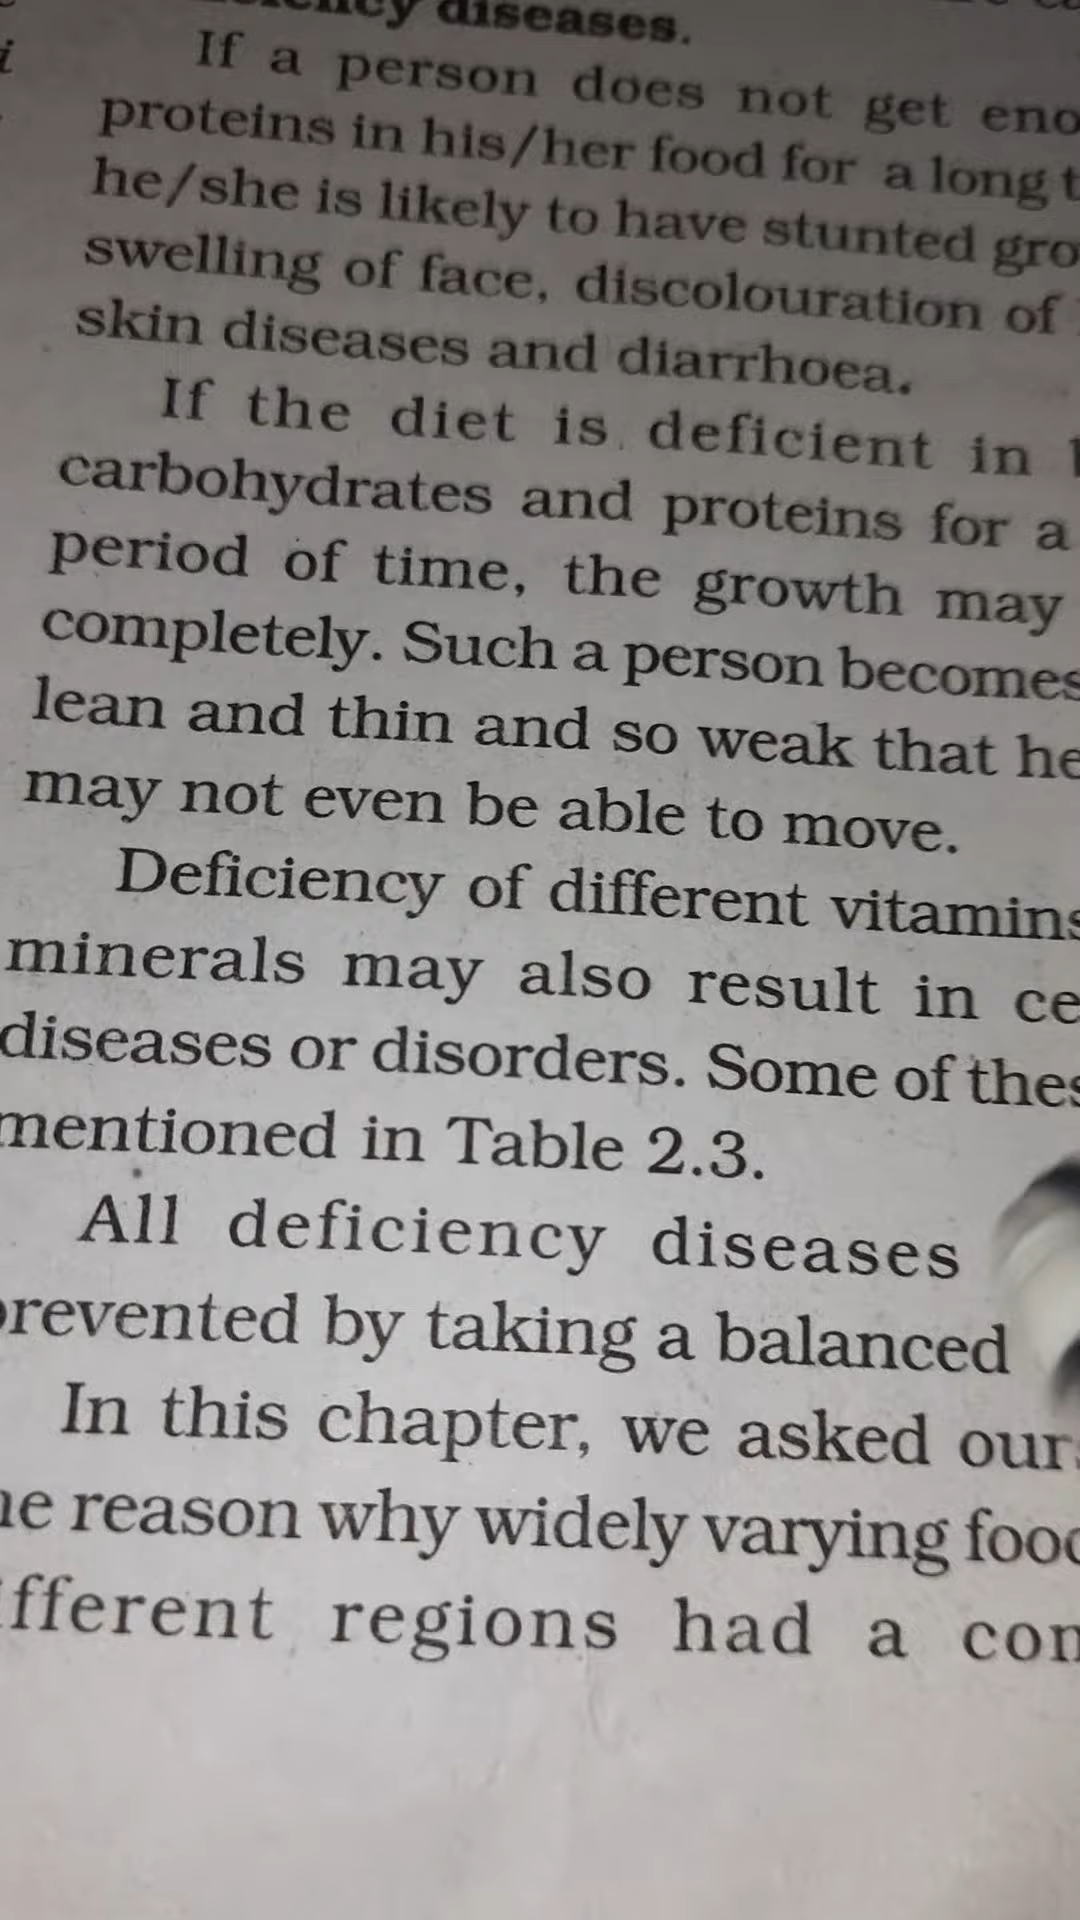 diseases.
If a person does not get eno
proteins in his/her food for a long t
he/she is likely to have stunted gro
swelling of face, discolouration of
skin diseases and diarrhoea.
If the diet is deficient in
carbohydrates and proteins for a
period of time, the growth may
completely. Such a person becomes
lean and thin and so weak that he
may not even be able to move.
Deficiency of different vitamins
minerals may also result in ce
diseases or disorders. Some of thes
mentioned in Table 2.3.
All deficiency diseases
revented by taking a balanced
In this chapter, we asked our
e reason why widely varying food
fferent regions had a con